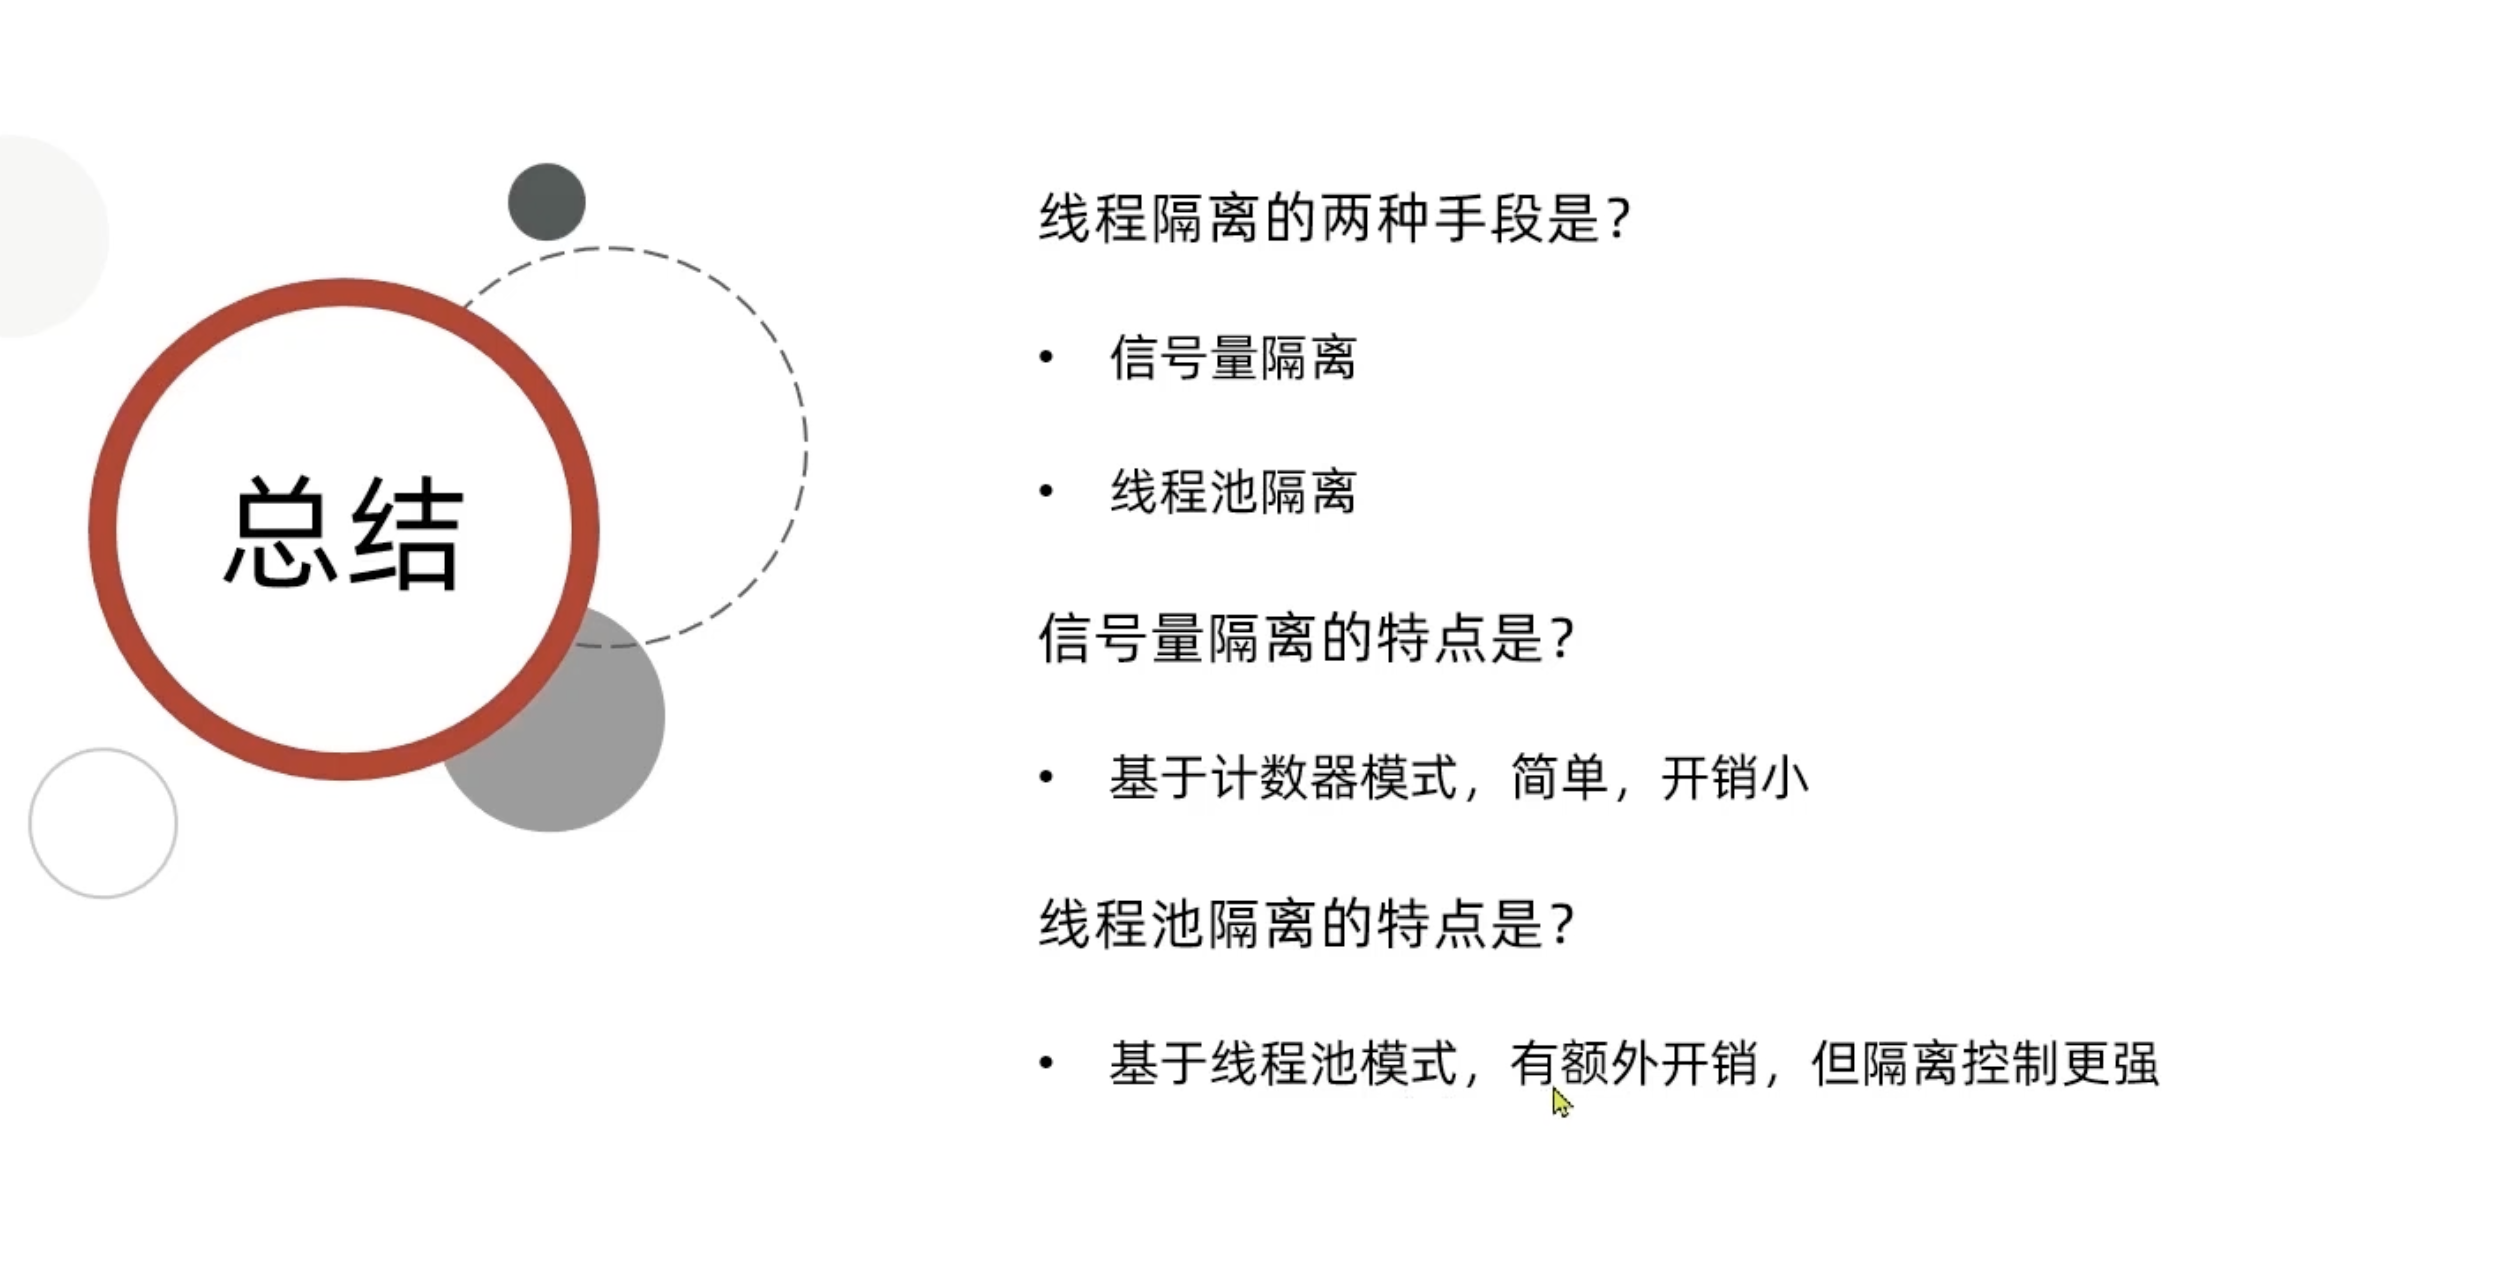 总结
线程隔离的两种手段是？
• 信号量隔离
• 线程池隔离
信号量隔离的特点是？
• 基于计数器模式，简单，开销小
线程池隔离的特点是？
• 基于线程池模式，有额外开销，但隔离控制更强